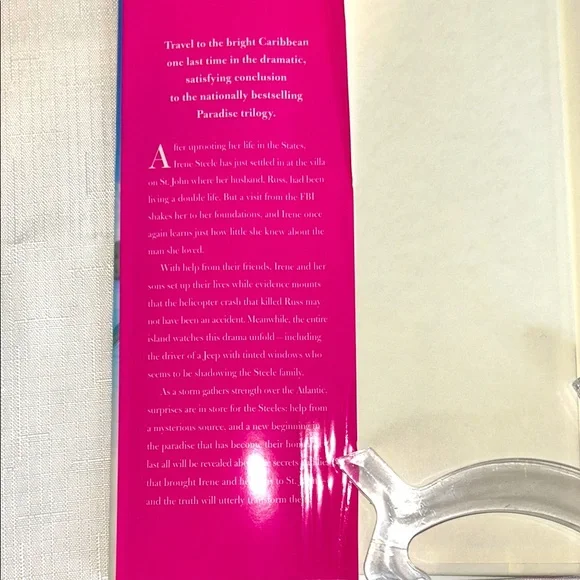 Travel to the bright Caribbean
one last time in the dramatic,
satisfying conclusion
to the nationally bestselling
Paradise trilogy.
After uprooting her life in the States,
Irene Steele has just settled in at the villa
on St. John where her husband, Russ, had been
living a double life. But a visit from the FBI
shakes her to her foundations, and Irene once
again learns just how little she knew about the
man she loved.
With help from their friends, Irene and her
sons set up their lives while evidence mounts
that the helicopter crash that killed Russ may
not have been an accident. Meanwhile, the entire
island watches this drama unfold – including
the driver of a Jeep with tinted windows who
seems to be shadowing the Steele family.
As a storm gathers strength over the Atlantic,
surprises are in store for the Steeles: help from
a mysterious source, and a new beginning in
the paradise that has become their home. At
last all will be revealed about the secrets
that brought Irene and to St.
and the truth will utterly transform